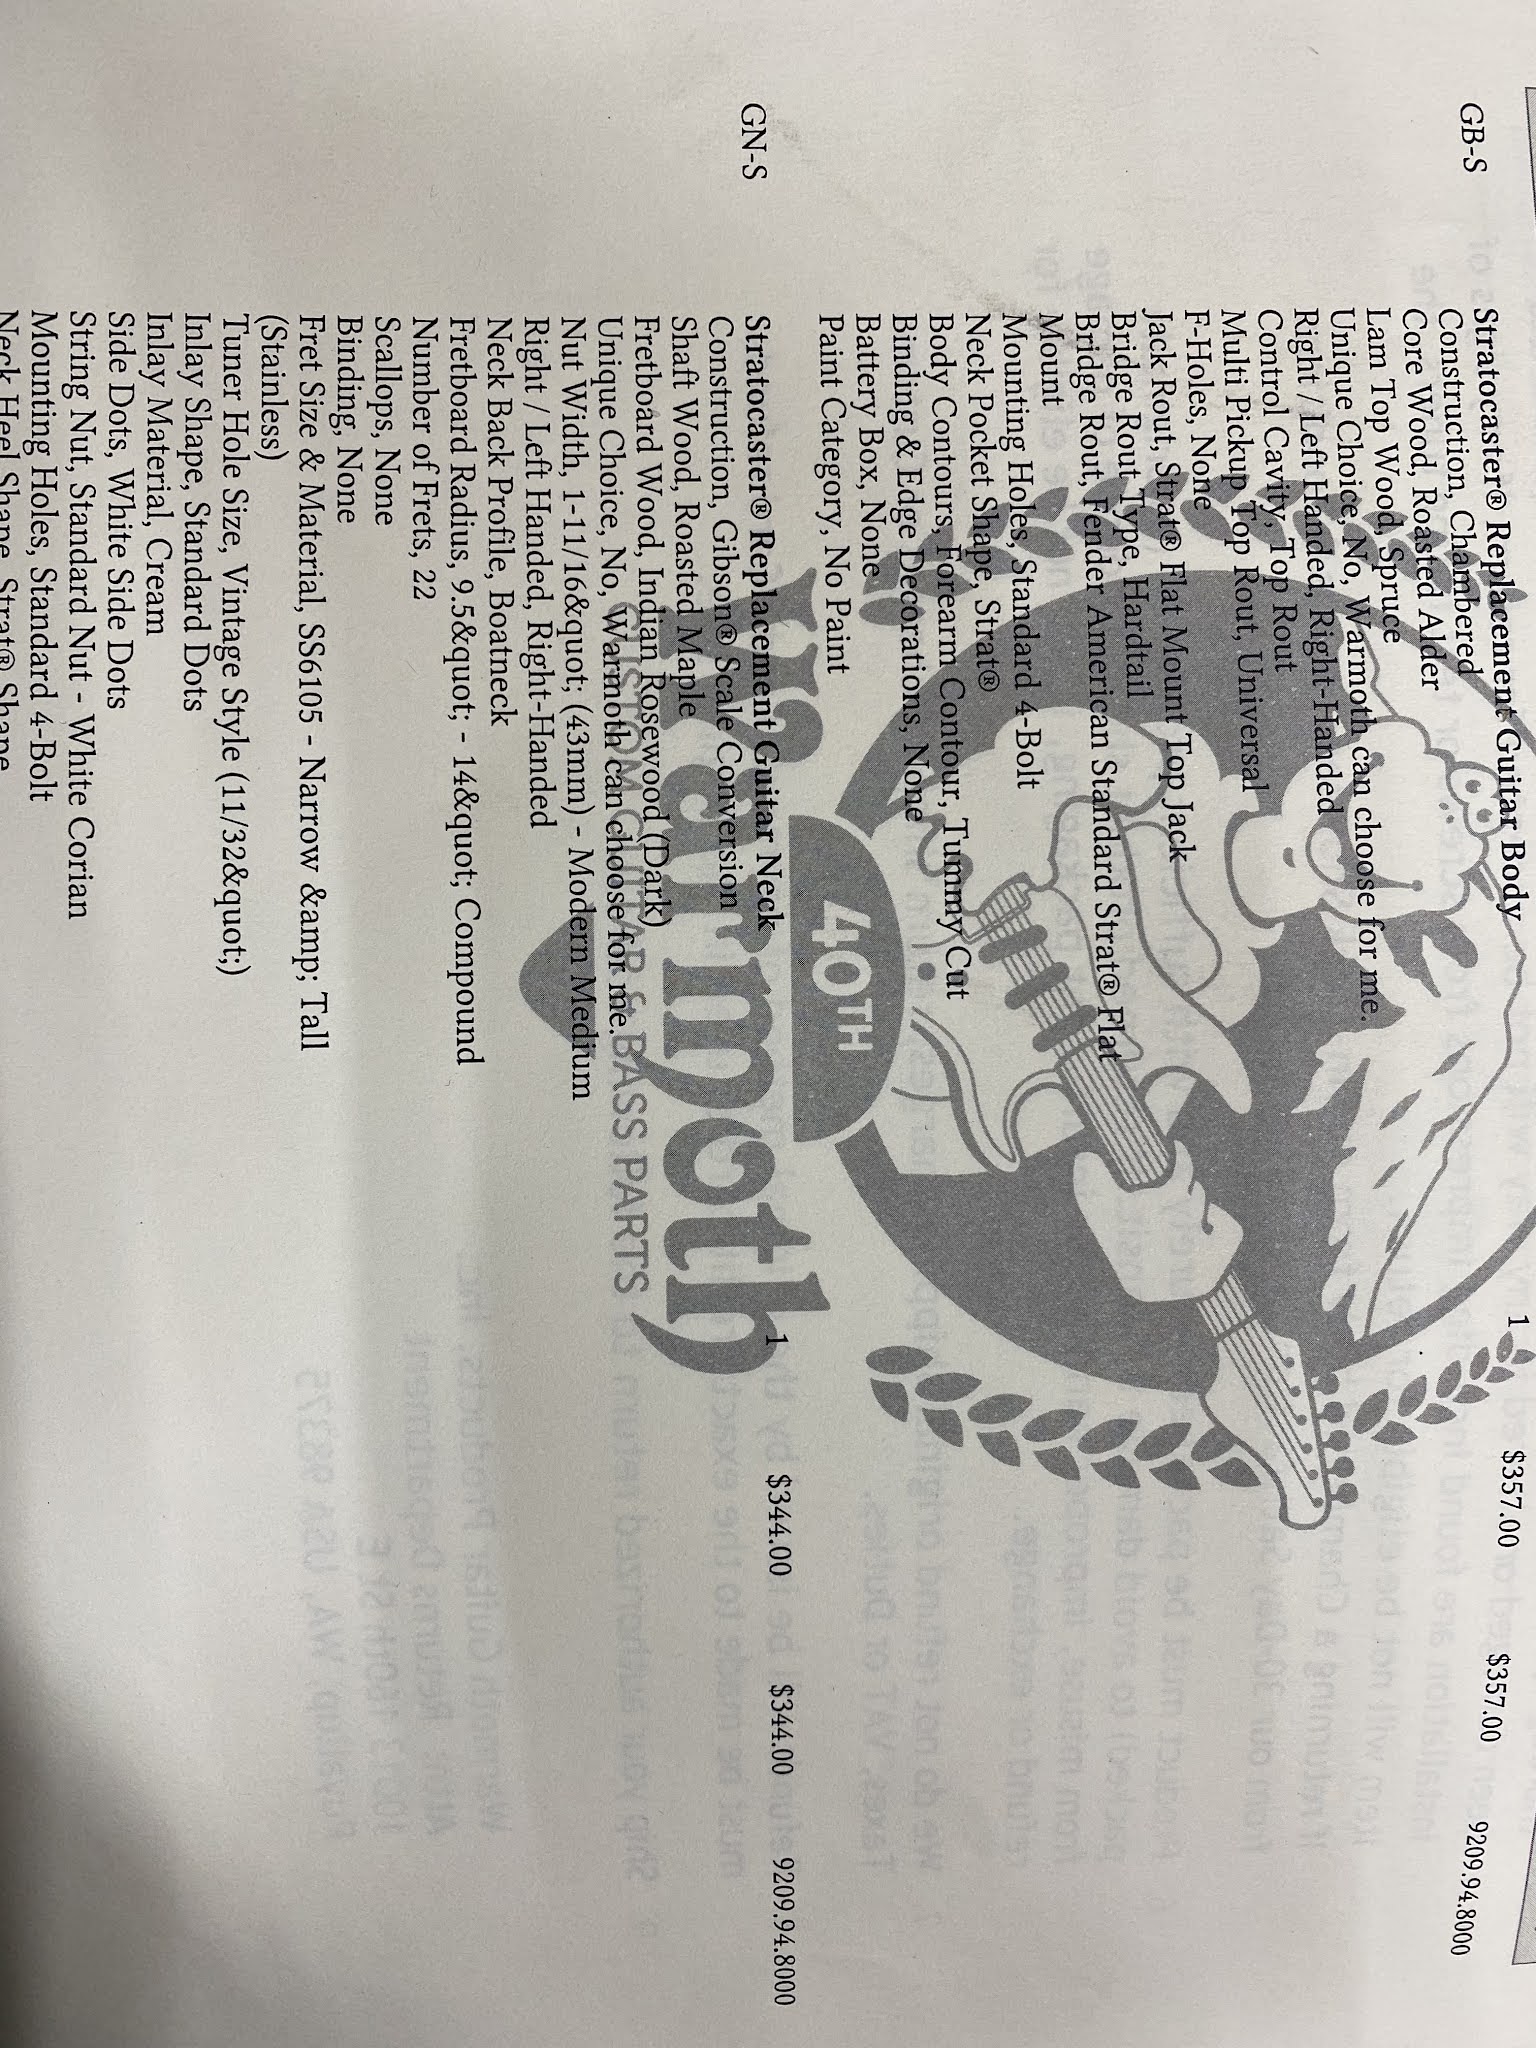 GB-S Stratocaster® Replacement Guitar Body 1 $357.00 $357.00 9209.94.8000
Construction, Chambered
Core Wood, Roasted Alder
Lam Top Wood, Spruce
Unique Choice, No, Warmoth can choose for me.
Right / Left Handed, Right-Handed
Control Cavity, Top Rout
Multi Pickup Top Rout, Universal
F-Holes, None
Jack Rout, Strat® Flat Mount Top Jack
Bridge Rout Type, Hardtail
Bridge Rout, Fender American Standard Strat® Flat
Mount
Mounting Holes, Standard 4-Bolt
Neck Pocket Shape, Strat®
Body Contours, Forearm Contour, Tummy Cut
Binding & Edge Decorations, None
Battery Box, None
Paint Category, No Paint
GN-S Stratocaster® Replacement Guitar Neck 1 $344.00 $344.00 9209.94.8000
Construction, Gibson® Scale Conversion
Shaft Wood, Roasted Maple
Fretboard Wood, Indian Rosewood (Dark)
Unique Choice, No, Warmoth can choose for me.
Nut Width, 1-11/16&quot; (43mm) - Modern Medium
Right / Left Handed, Right-Handed
Neck Back Profile, Boatneck
Fretboard Radius, 9.5&quot; - 14&quot; Compound
Number of Frets, 22
Scallops, None
Binding, None
Fret Size & Material, SS6105 - Narrow &amp; Tall
(Stainless)
Tuner Hole Size, Vintage Style (11/32&quot;)
Inlay Shape, Standard Dots
Inlay Material, Cream
Side Dots, White Side Dots
String Nut, Standard Nut - White Corian
Mounting Holes, Standard 4-Bolt
Neck Heel Shape, Strat® Shape
40TH
Warmoth
CUSTOM GUITAR & BASS PARTS